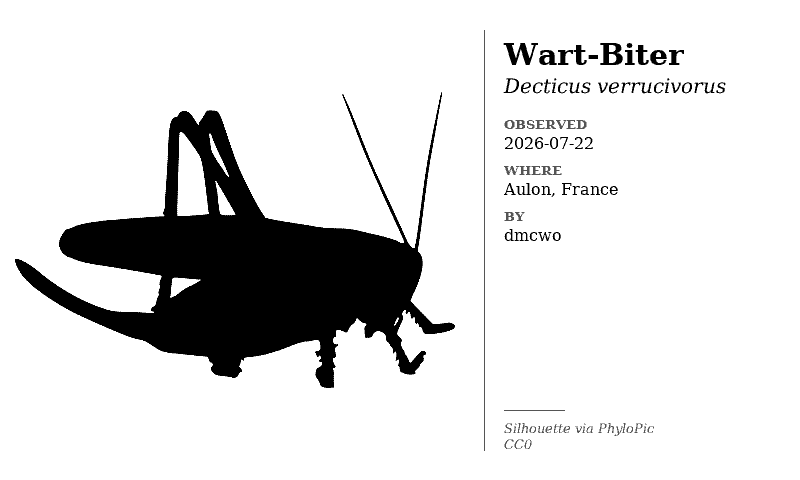 Wart-Biter
Decticus verrucivorus
OBSERVED
2026-07-22
WHERE
Aulon, France
BY
dmcwo
Silhouette via PhyloPic
CC0